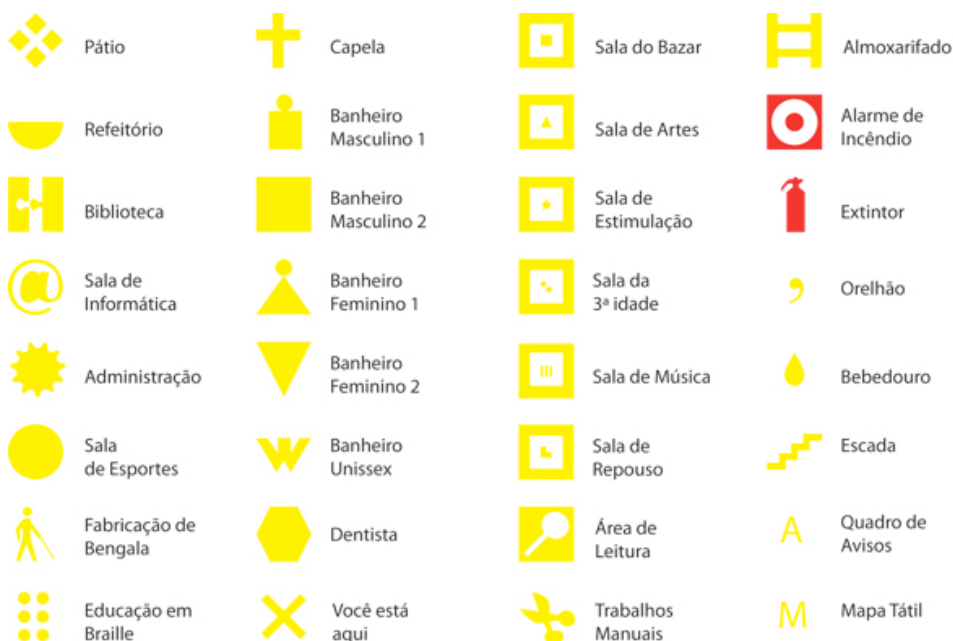 Pátio
Refeitório
Biblioteca
@
Sala de
Informática
Administração
Sala
de Esportes
Fabricação de
Bengala
Educação em
Braille
Capela
Banheiro
Masculino 1
Banheiro
Masculino 2
Banheiro
Feminino 1
Banheiro
Feminino 2
Banheiro
Unissex
Dentista
Você está
aqui
Sala do Bazar
Sala de Artes
Sala de
Estimulação
Sala da
3ª idade
Sala de Música
Sala de
Repouso
Área de
Leitura
Trabalhos
Manuais
Almoxarifado
Alarme de
Incêndio
Extintor
Orelhão
Bebedouro
Escada
A
Quadro de
Avisos
M
Mapa Tátil